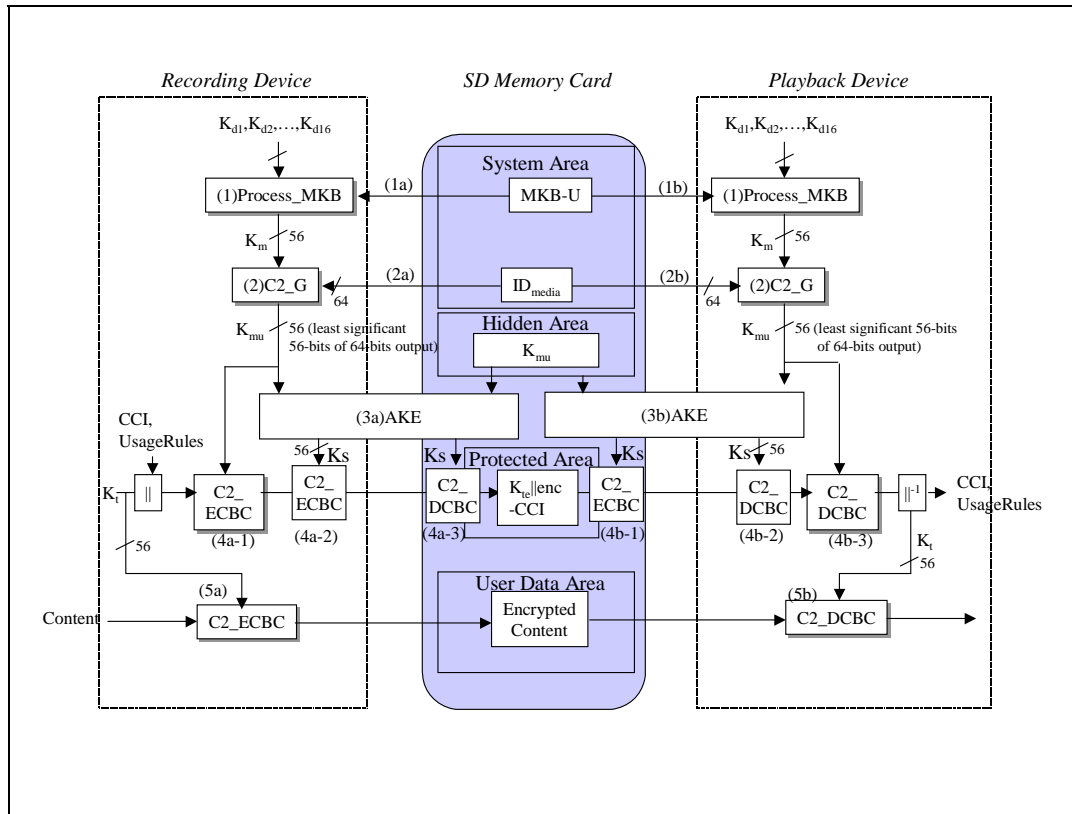 Recording Device
SD Memory Card
Playback Device
Kd1,Kd2,…,Kd16
Kd1,Kd2,…,Kd16
System Area
(1)Process_MKB
(1a)
MKB-U
(1b)
(1)Process_MKB
Km
56
Km
56
(2)C2_G
64
(2a)
IDmedia
(2b)
64
(2)C2_G
Kmu
56 (least significant
56-bits of 64-bits output)
Hidden Area
Kmu
Kmu
56 (least significant 56-bits
of 64-bits output)
(3a)AKE
(3b)AKE
CCI,
UsageRules
56
Ks
Ks
Protected Area
Ks
Ks
56
Kt
||
C2_
ECBC
(4a-1)
C2_
ECBC
(4a-2)
C2_
DCBC
(4a-3)
Kte||enc
-CCI
C2_
ECBC
(4b-1)
C2_
DCBC
(4b-2)
C2_
DCBC
(4b-3)
||-1
CCI,
UsageRules
56
Kt
56
User Data Area
(5a)
(5b)
Content
C2_ECBC
Encrypted
Content
C2_DCBC